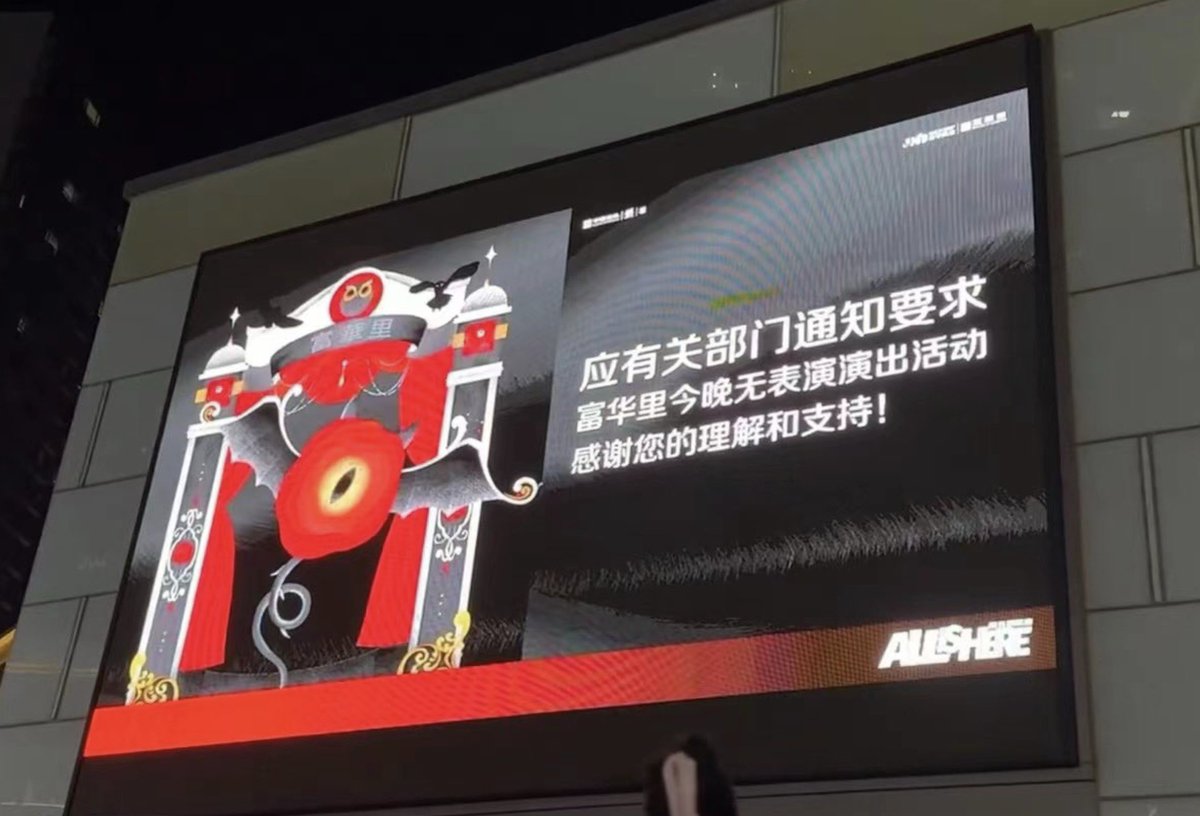 富華里
应有关部门通知要求
富华里今晚无表演演出活动
感谢您的理解和支持!